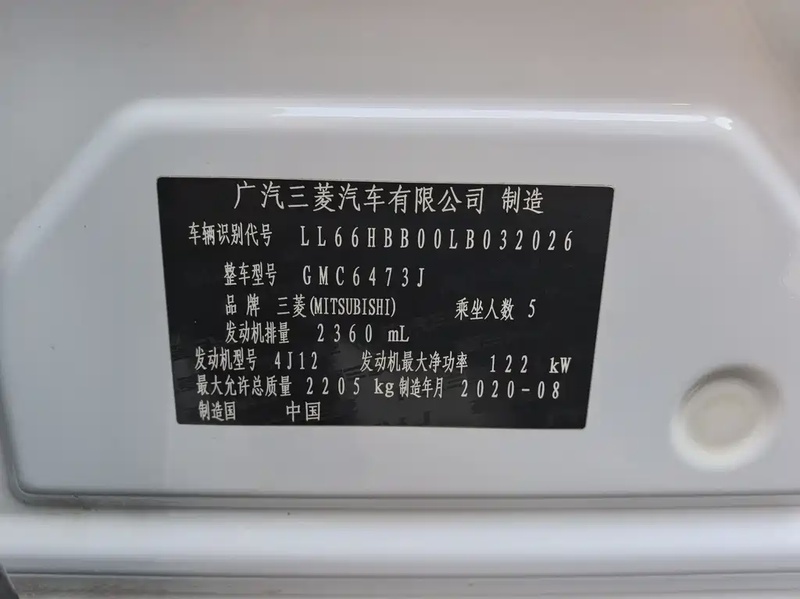 广汽三菱汽车有限公司 制造
车辆识别代号 LL66HBB00LB032026
整车型号 GMC6473J
品牌 三菱(MITSUBISHI) 乘坐人数 5
发动机排量 2360 mL
发动机型号 4J12 发动机最大净功率 122 kW
最大允许总质量 2205 kg 制造年月 2020-08
制造国 中国